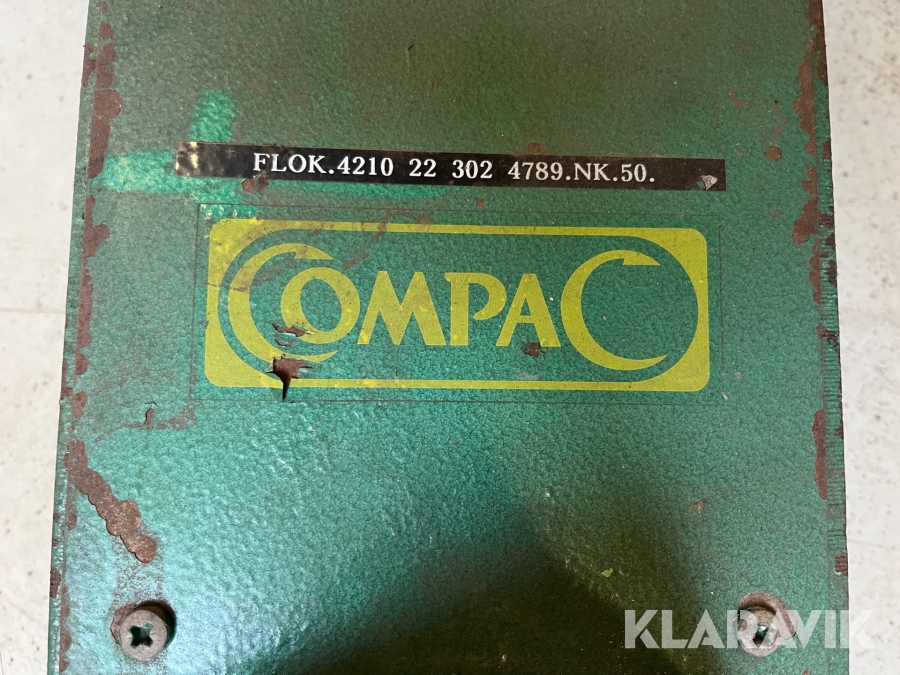 FLOK.4210 22 302 4789.NK.50.
COMPAC
KLARAVIK